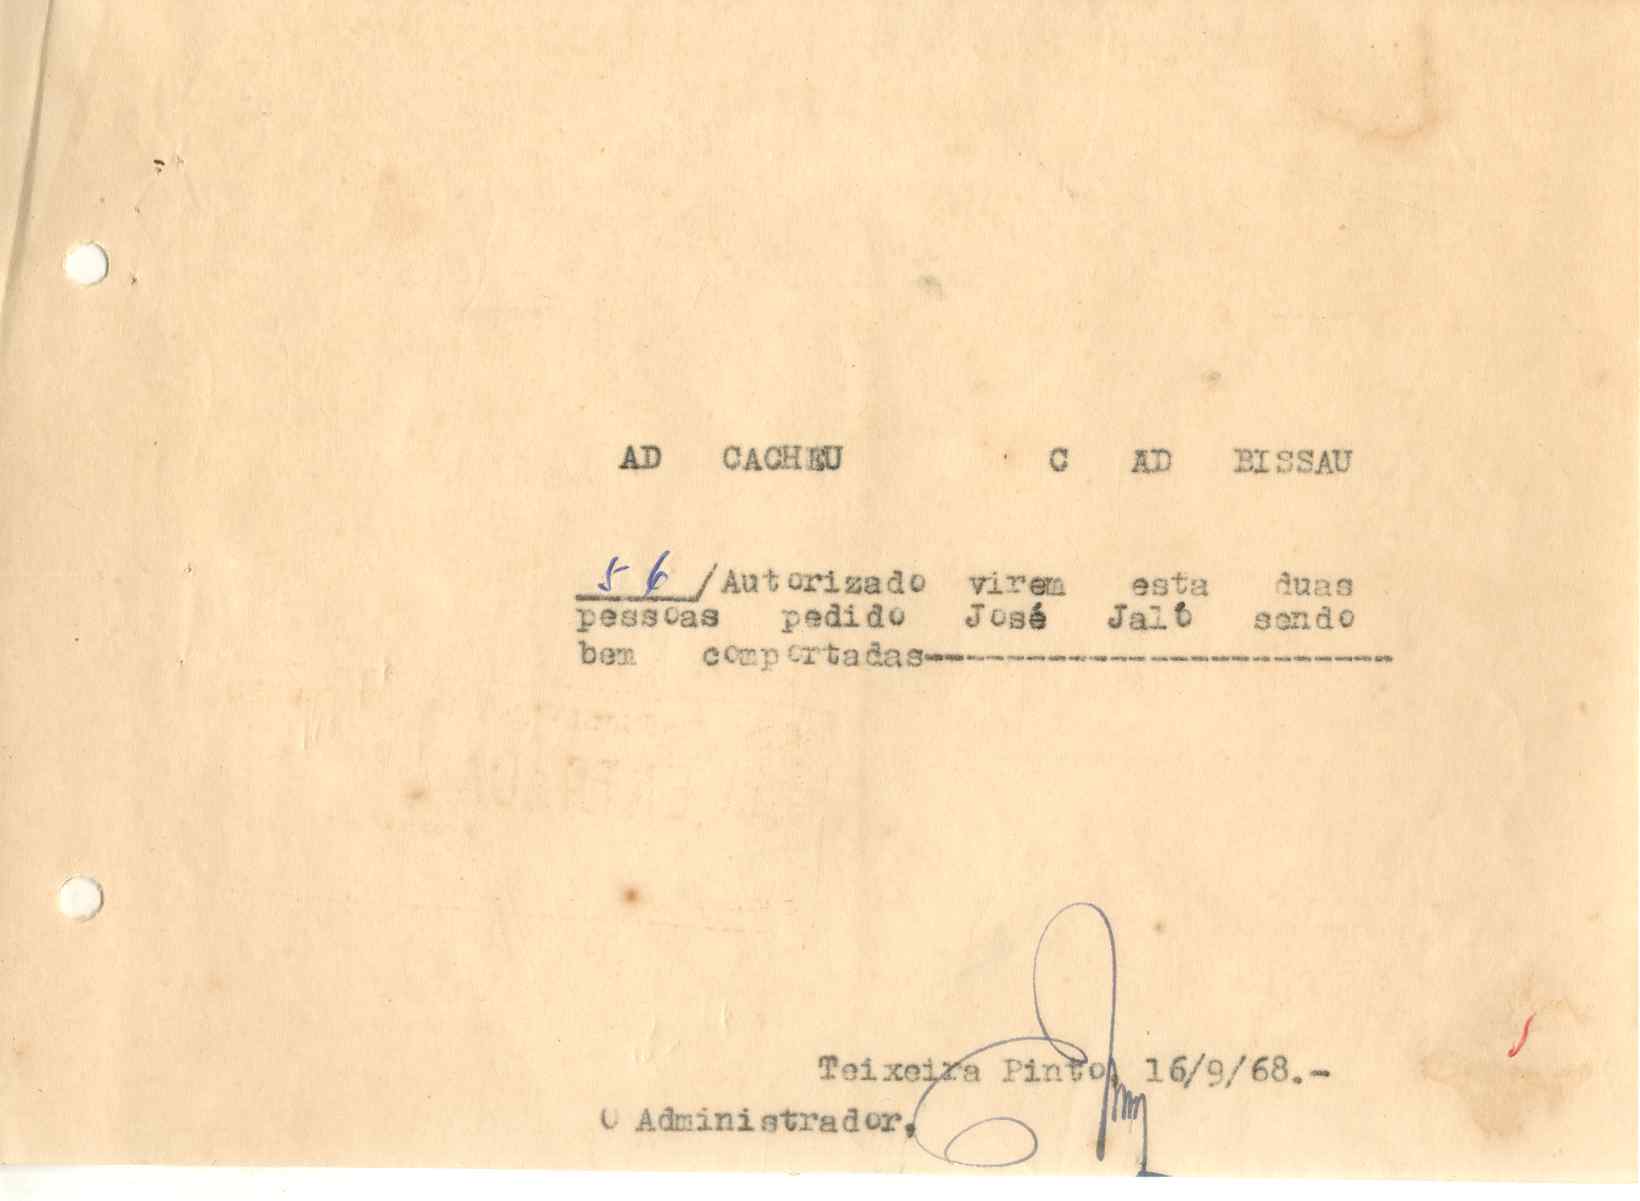 AD CACHEU C AD BISSAU
56/Autorizado virem esta duas
pessoas pedido José Jaló sendo
bem comportadas-----------------------------
Teixeira Pinto, 16/9/68.-
O Administrador,